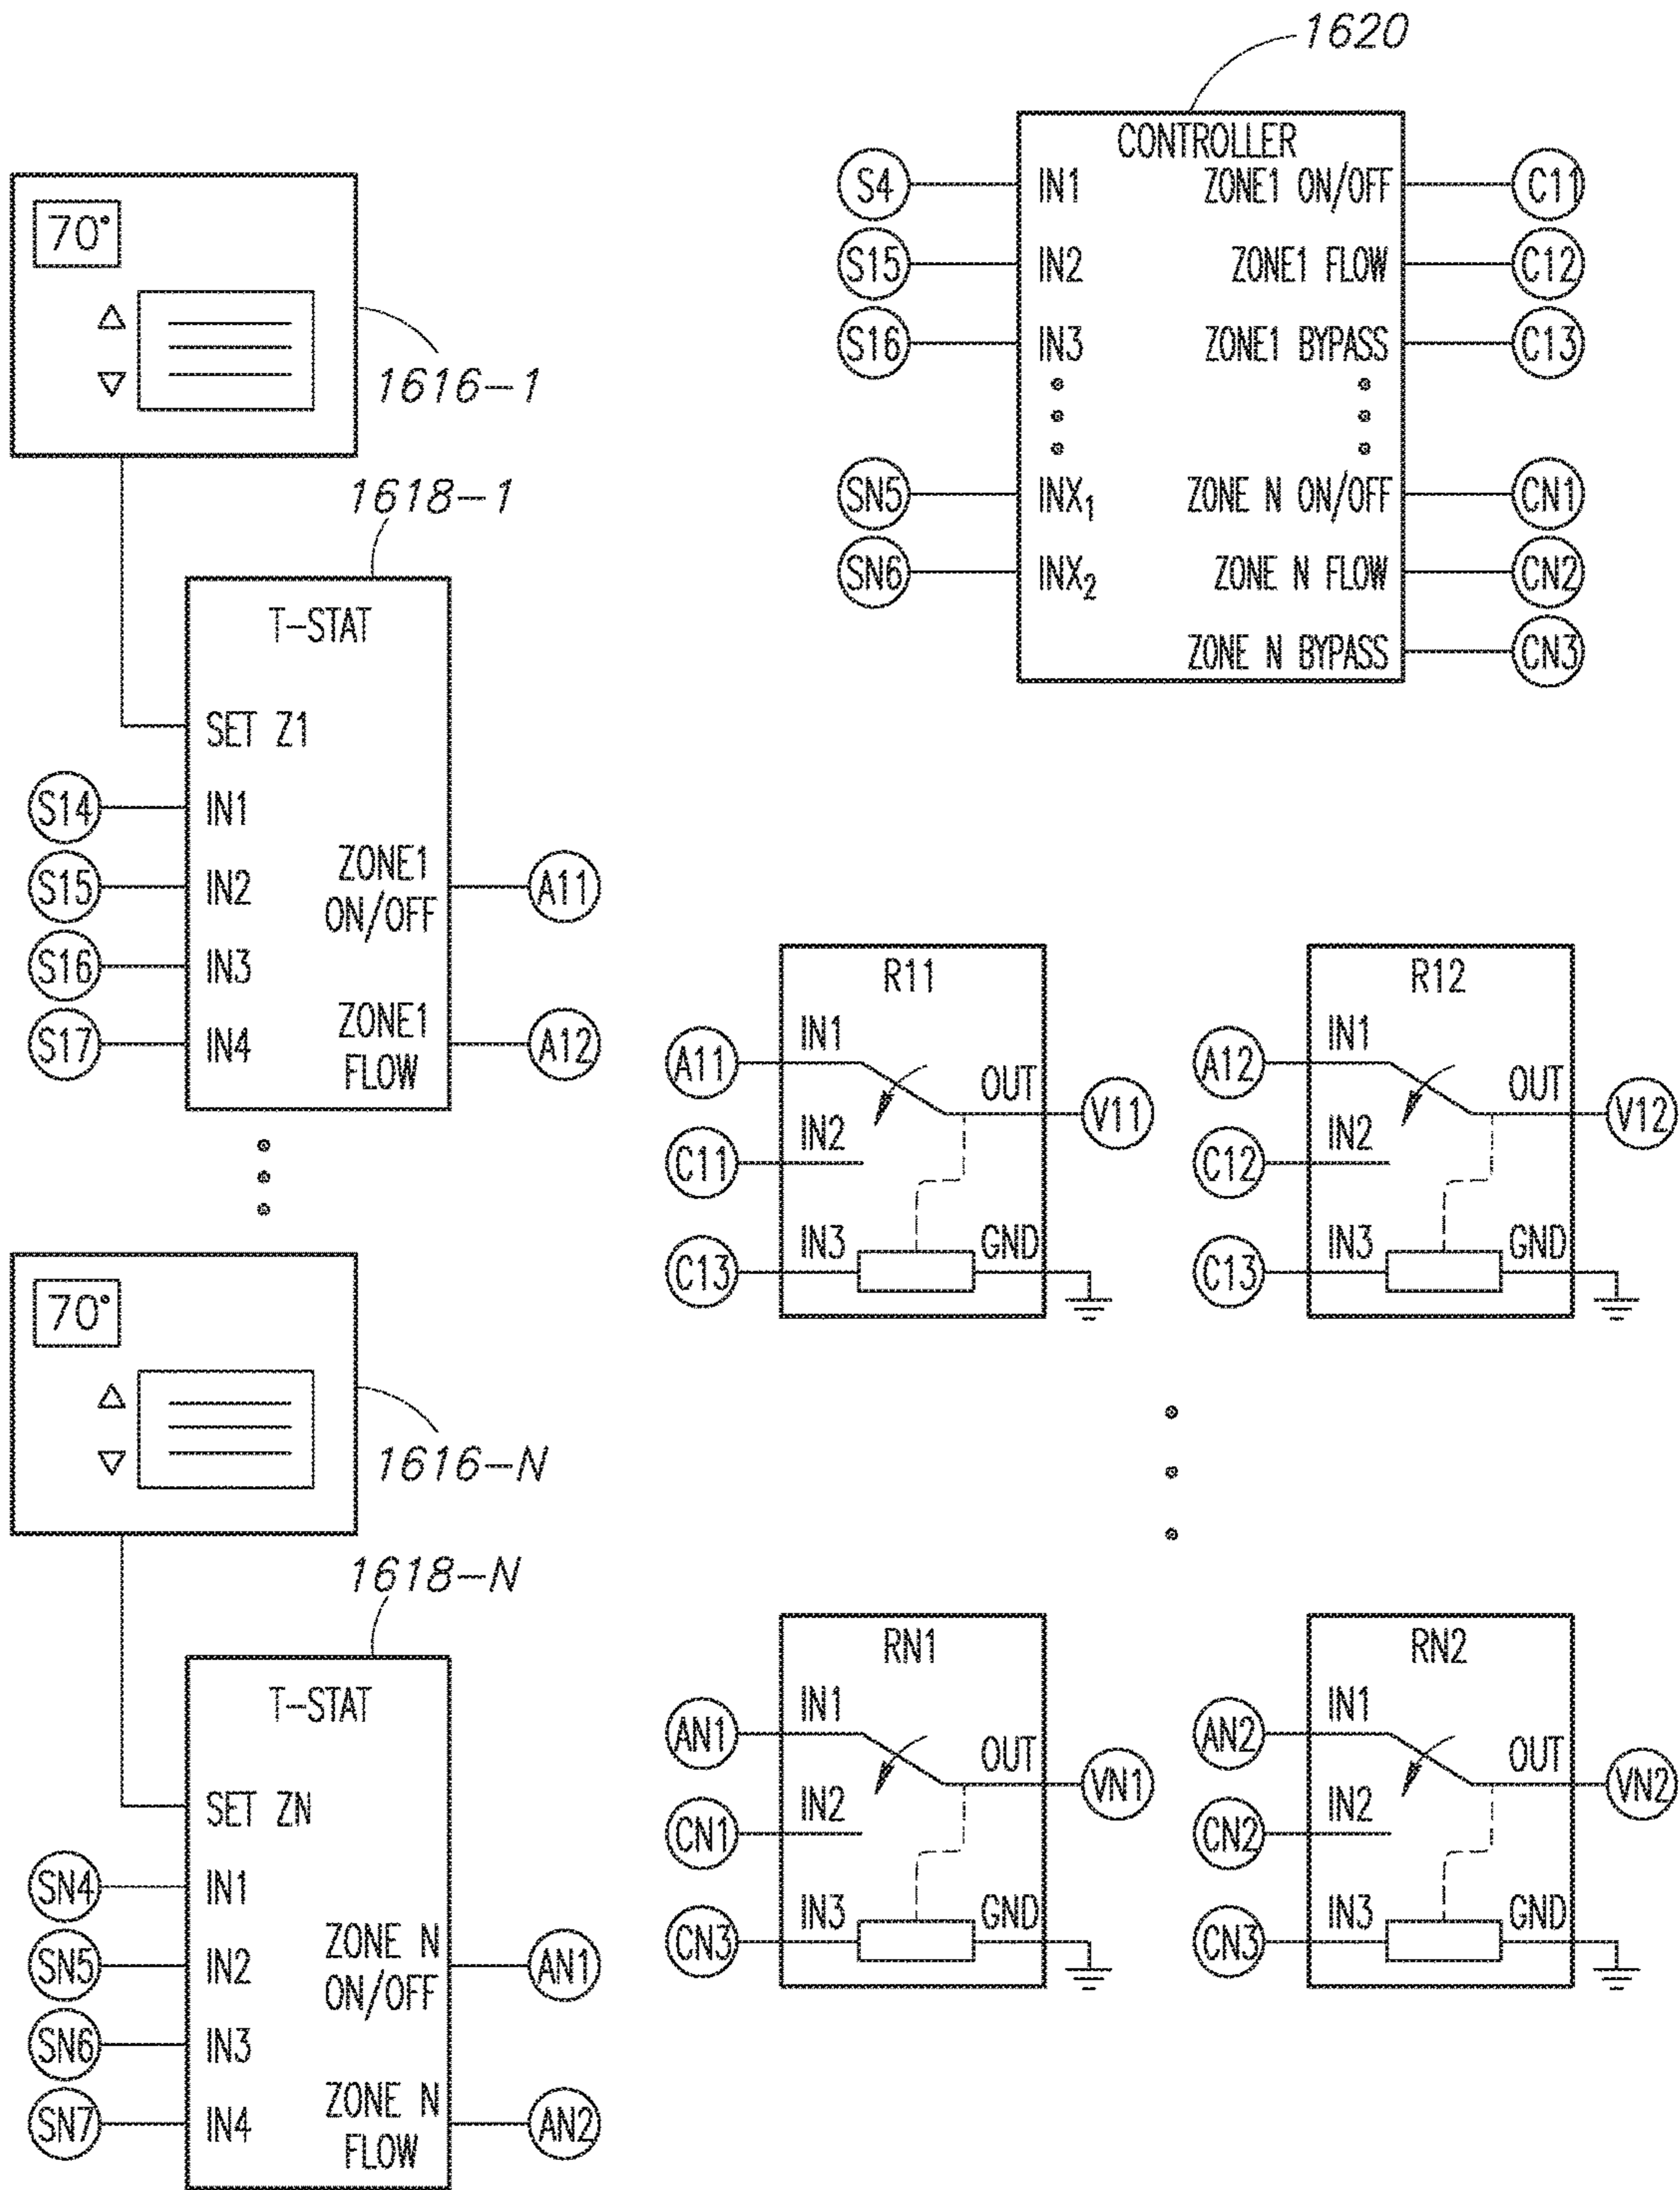 1620
CONTROLLER
S4 IN1 ZONE1 ON/OFF C11
S15 IN2 ZONE1 FLOW C12
S16 IN3 ZONE1 BYPASS C13
SN5 INX₁ ZONE N ON/OFF CN1
SN6 INX₂ ZONE N FLOW CN2
ZONE N BYPASS CN3
70°
1616-1
1618-1
T-STAT
SET Z1
S14 IN1
S15 IN2
ZONE1
ON/OFF
A11
S16 IN3
S17 IN4
ZONE1
FLOW
A12
R11
A11 IN1
OUT V11
C11 IN2
C13 IN3 GND
R12
A12 IN1
OUT V12
C12 IN2
C13 IN3 GND
70°
1616-N
1618-N
T-STAT
SET ZN
SN4 IN1
SN5 IN2
ZONE N
ON/OFF
AN1
SN6 IN3
SN7 IN4
ZONE N
FLOW
AN2
RN1
AN1 IN1
OUT VN1
CN1 IN2
CN3 IN3 GND
RN2
AN2 IN1
OUT VN2
CN2 IN2
CN3 IN3 GND